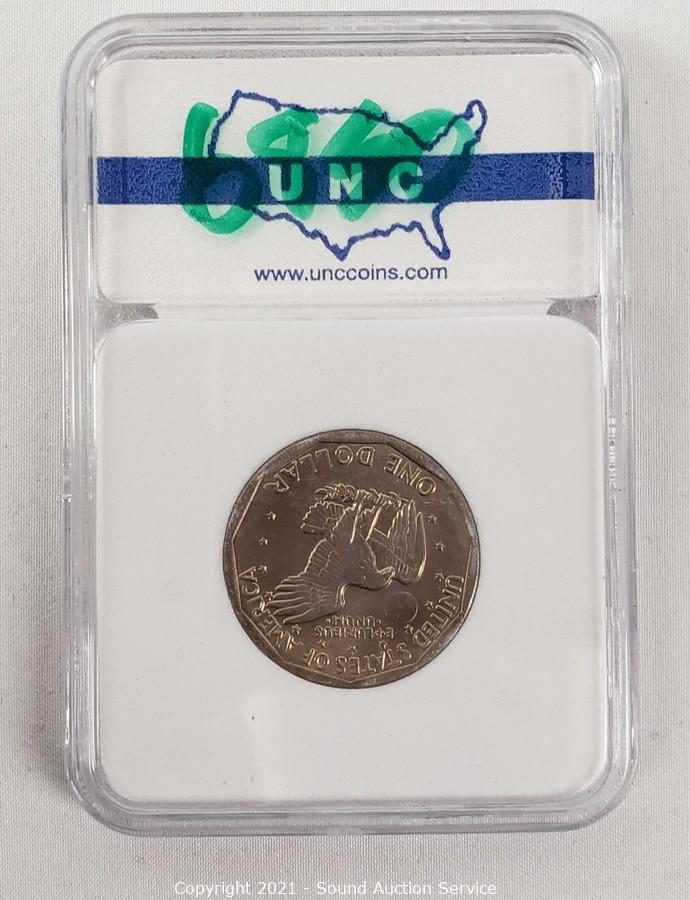 UNC
www.unccoins.com
ONE DOLLAR
UNITED STATES OF AMERICA
E PLURIBUS
UNUM
Copyright 2021 - Sound Auction Service